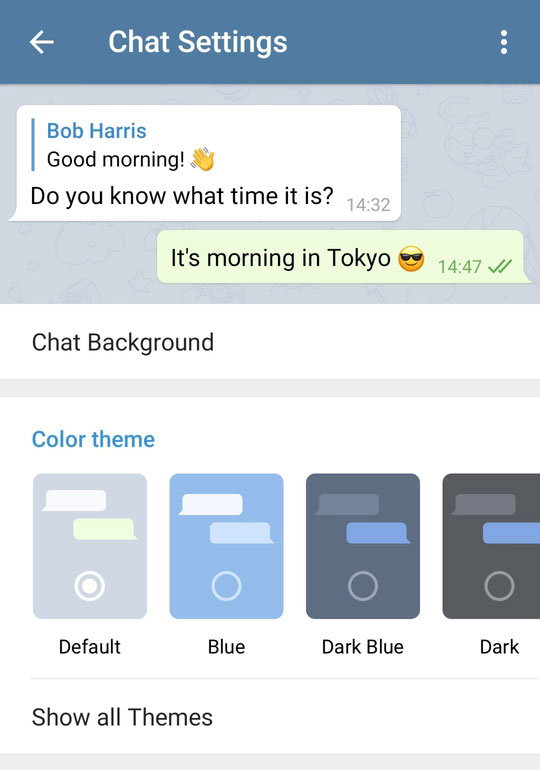 Chat Settings
Bob Harris
Good morning! 👋
Do you know what time it is? 14:32
It's morning in Tokyo 😎 14:47
Chat Background
Color theme
Default Blue Dark Blue Dark
Show all Themes